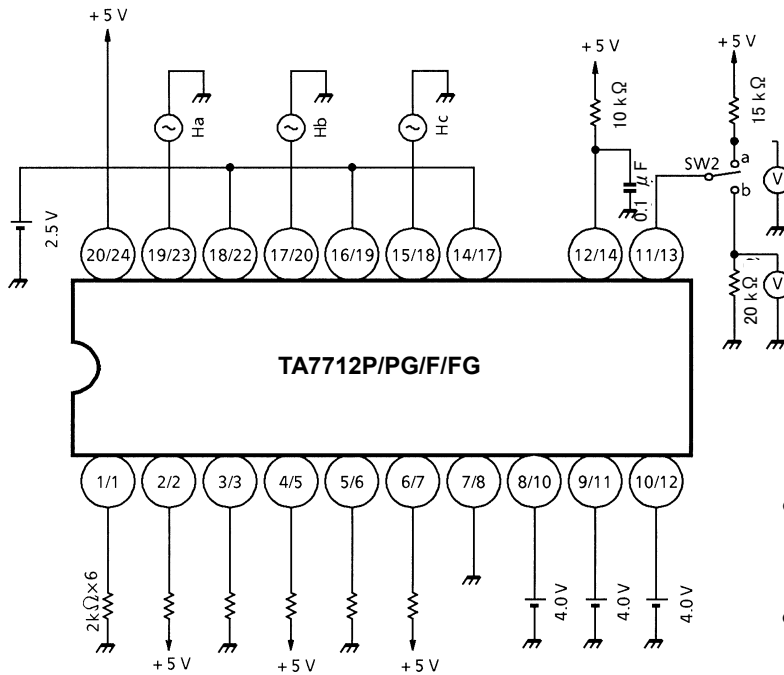 +5 V
+5 V
+5 V
Ha
Hb
Hc
10 kΩ
15 kΩ
0.1 μF
SW2
a
b
V
2.5 V
20/24
19/23
18/22
17/20
16/19
15/18
14/17
12/14
11/13
V
20 kΩ
TA7712P/PG/F/FG
1/1
2/2
3/3
4/5
5/6
6/7
7/8
8/10
9/11
10/12
2kΩ×6
4.0 V
4.0 V
4.0 V
+5 V
+5 V
+5 V